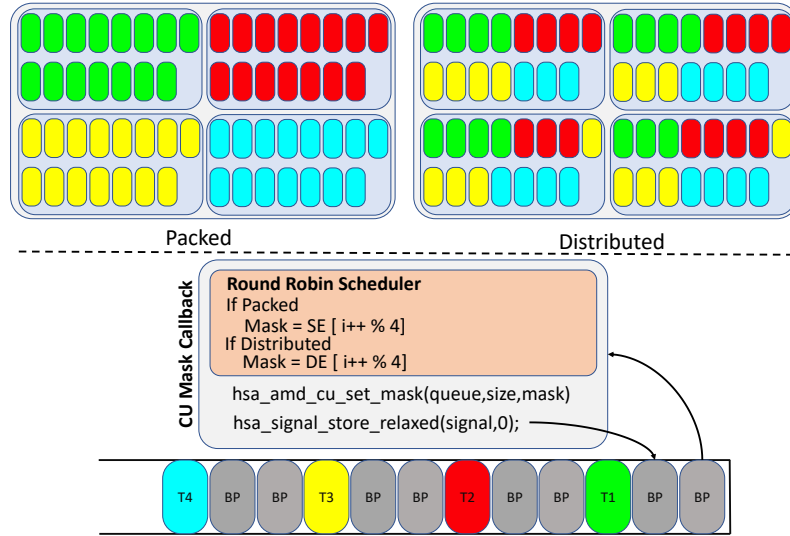 Packed
Distributed
CU Mask Callback
Round Robin Scheduler
If Packed
Mask = SE [ i++ % 4]
If Distributed
Mask = DE [ i++ % 4]
hsa_amd_cu_set_mask(queue,size,mask)
hsa_signal_store_relaxed(signal,0);
T4 BP BP T3 BP BP T2 BP BP T1 BP BP